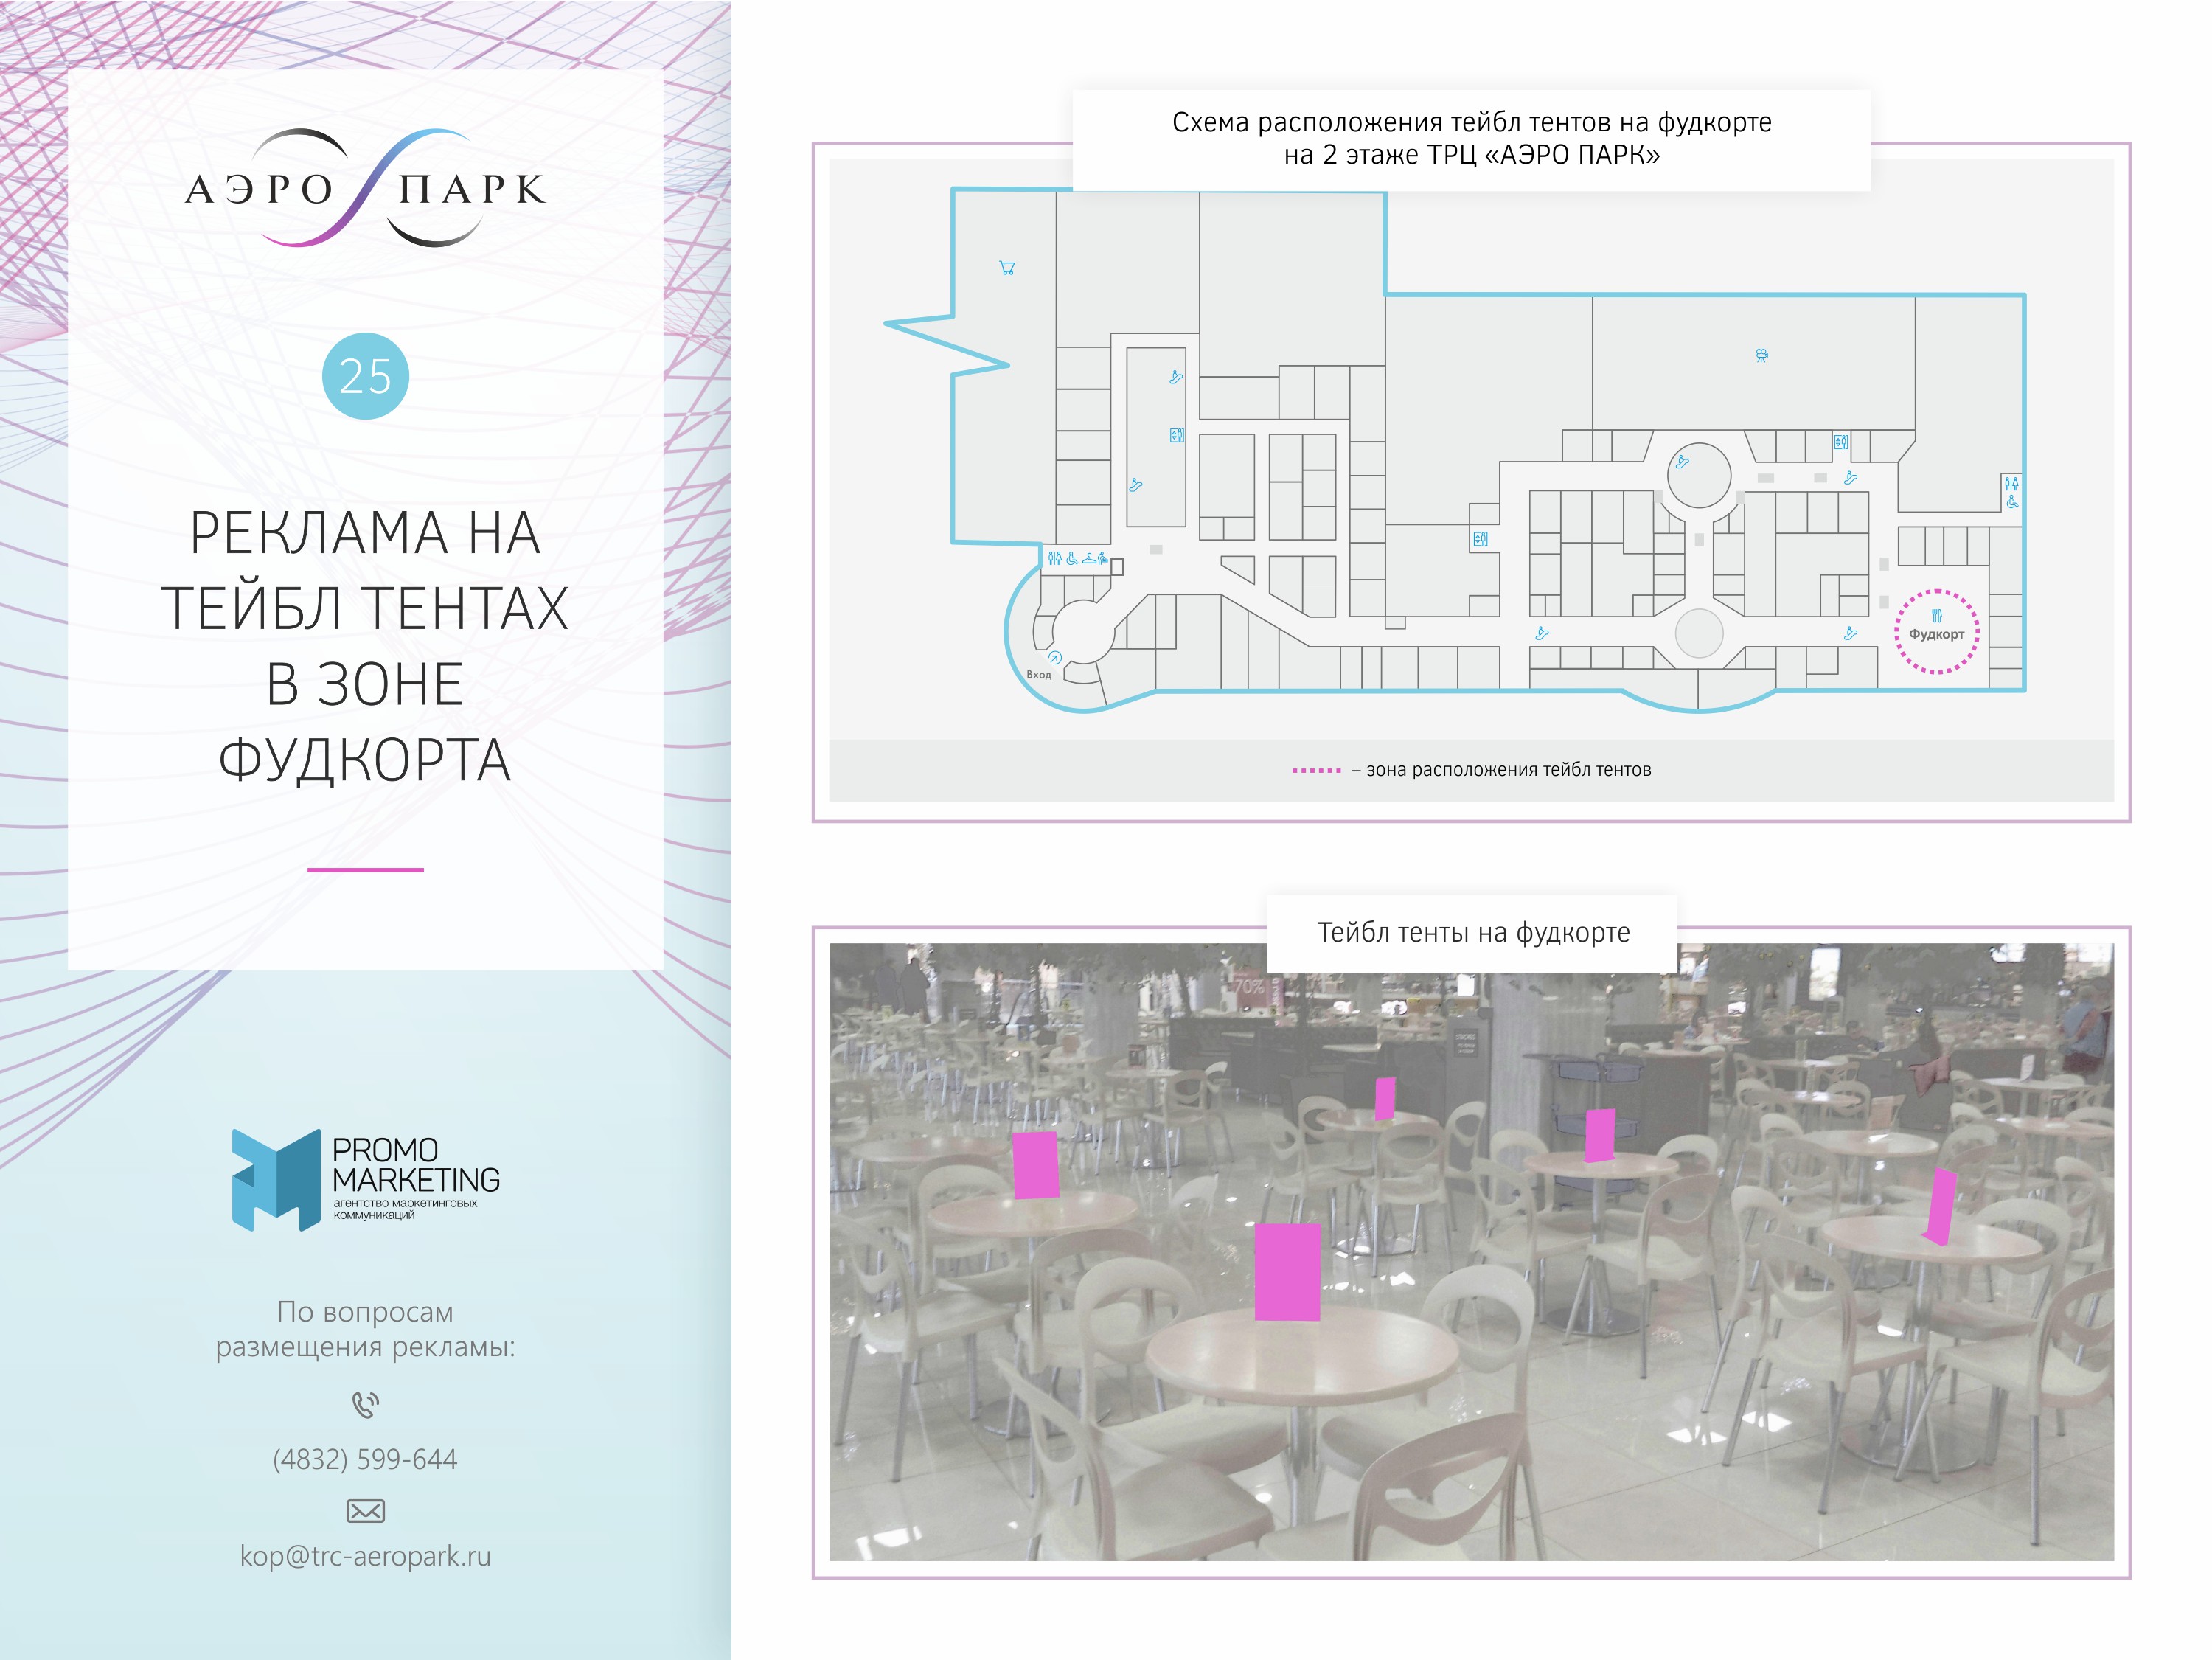 АЭРО ПАРК
25
РЕКЛАМА НА
ТЕЙБЛ ТЕНТАХ
В ЗОНЕ
ФУДКОРТА
PROMO
MARKETING
агентство маркетинговых
коммуникаций
По вопросам
размещения рекламы:
(4832) 599-644
kop@trc-aeropark.ru
Схема расположения тейбл тентов на фудкорте
на 2 этаже ТРЦ «АЭРО ПАРК»
Вход
Фудкорт
– зона расположения тейбл тентов
Тейбл тенты на фудкорте
70%